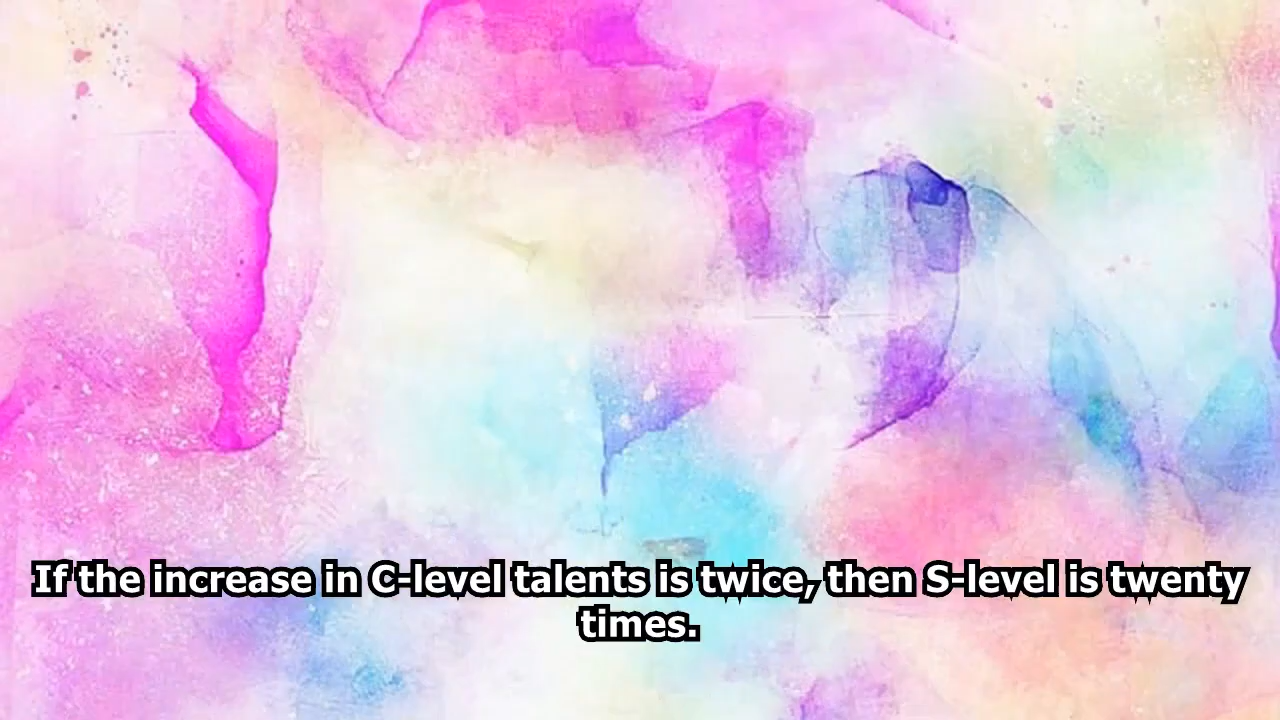 If the increase in C-level talents is twice, then S-level is twenty
times.